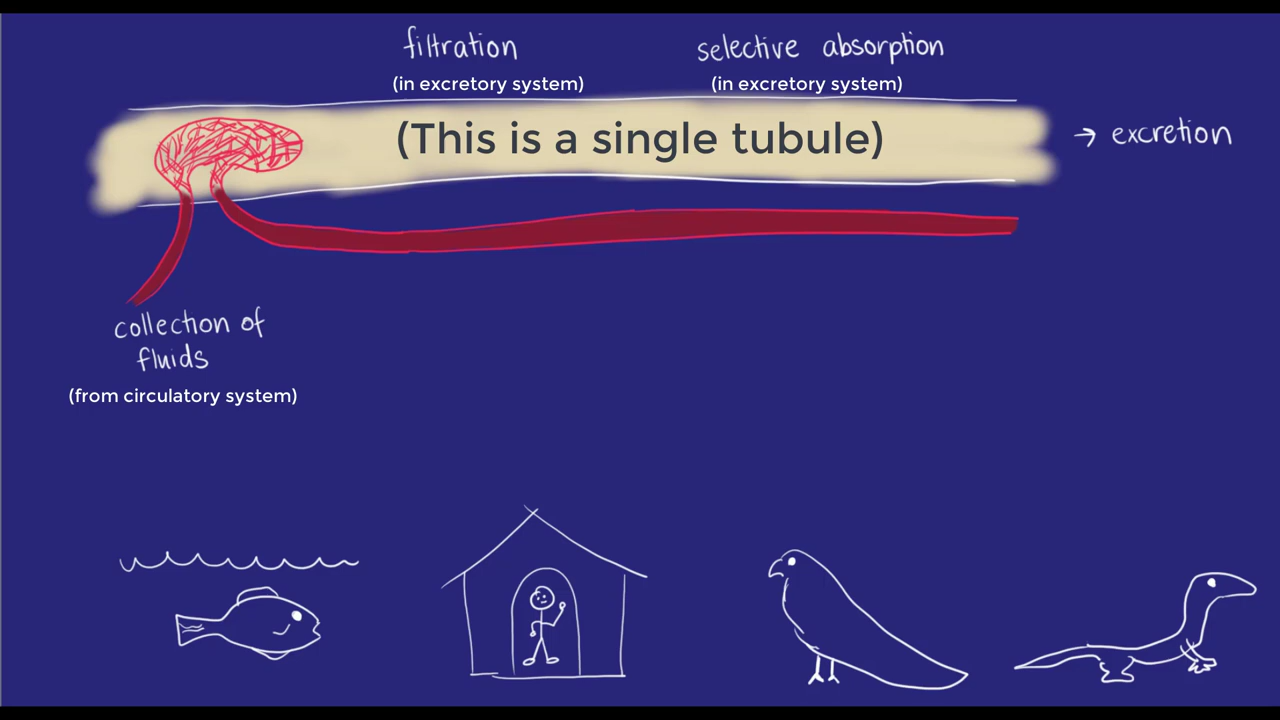 filtration
(in excretory system)
selective absorption
(in excretory system)
(This is a single tubule)
→ excretion
collection of
fluids
(from circulatory system)